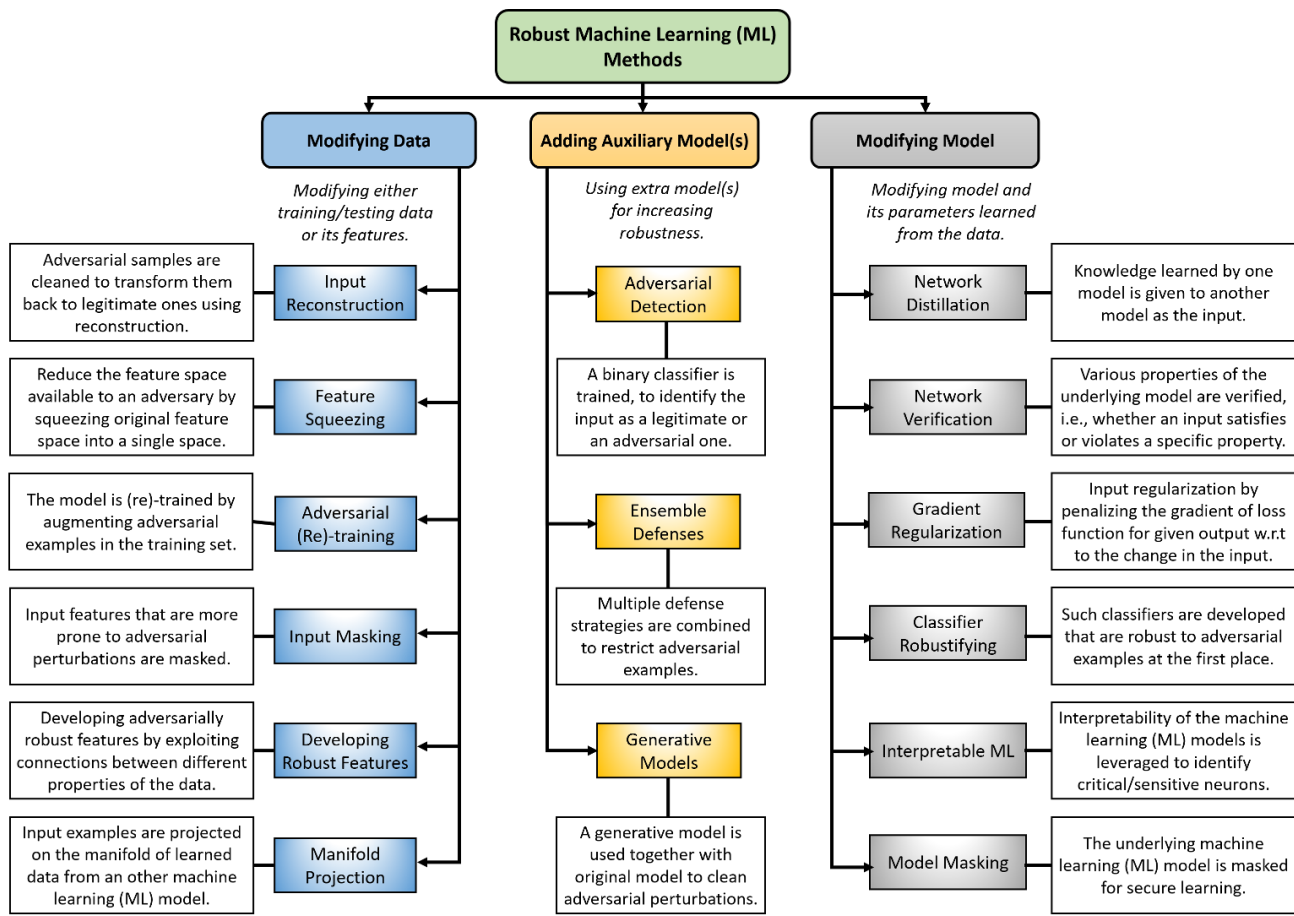 Robust Machine Learning (ML)
Methods
Modifying Data
Modifying either
training/testing data
or its features.
Adversarial samples are
cleaned to transform them
back to legitimate ones using
reconstruction.
Input
Reconstruction
Reduce the feature space
available to an adversary by
squeezing original feature
space into a single space.
Feature
Squeezing
The model is (re)-trained by
augmenting adversarial
examples in the training set.
Adversarial
(Re)-training
Input features that are more
prone to adversarial
perturbations are masked.
Input Masking
Developing adversarially
robust features by exploiting
connections between different
properties of the data.
Developing
Robust Features
Input examples are projected
on the manifold of learned
data from an other machine
learning (ML) model.
Manifold
Projection
Adding Auxiliary Model(s)
Using extra model(s)
for increasing
robustness.
Adversarial
Detection
A binary classifier is
trained, to identify the
input as a legitimate or
an adversarial one.
Ensemble
Defenses
Multiple defense
strategies are combined
to restrict adversarial
examples.
Generative
Models
A generative model is
used together with
original model to clean
adversarial perturbations.
Modifying Model
Modifying model and
its parameters learned
from the data.
Network
Distillation
Knowledge learned by one
model is given to another
model as the input.
Network
Verification
Various properties of the
underlying model are verified,
i.e., whether an input satisfies
or violates a specific property.
Gradient
Regularization
Input regularization by
penalizing the gradient of loss
function for given output w.r.t
to the change in the input.
Classifier
Robustifying
Such classifiers are developed
that are robust to adversarial
examples at the first place.
Interpretable ML
Interpretability of the machine
learning (ML) models is
leveraged to identify
critical/sensitive neurons.
Model Masking
The underlying machine
learning (ML) model is masked
for secure learning.